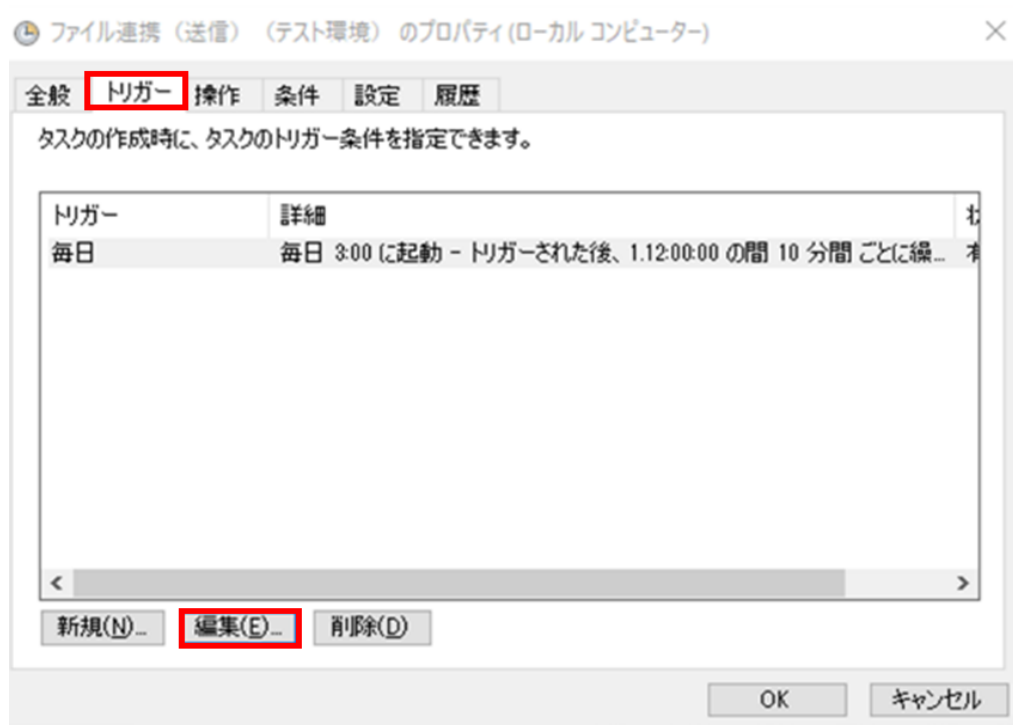 ファイル連携（送信）（テスト環境）のプロパティ(ローカル コンピューター)
全般 トリガー 操作 条件 設定 履歴
タスクの作成時に、タスクのトリガー条件を指定できます。
トリガー 詳細
毎日 毎日 3:00 に起動 - トリガーされた後、1.12:00:00 の間 10 分間 ごとに繰...
新規(N)... 編集(E)... 削除(D)
OK キャンセル